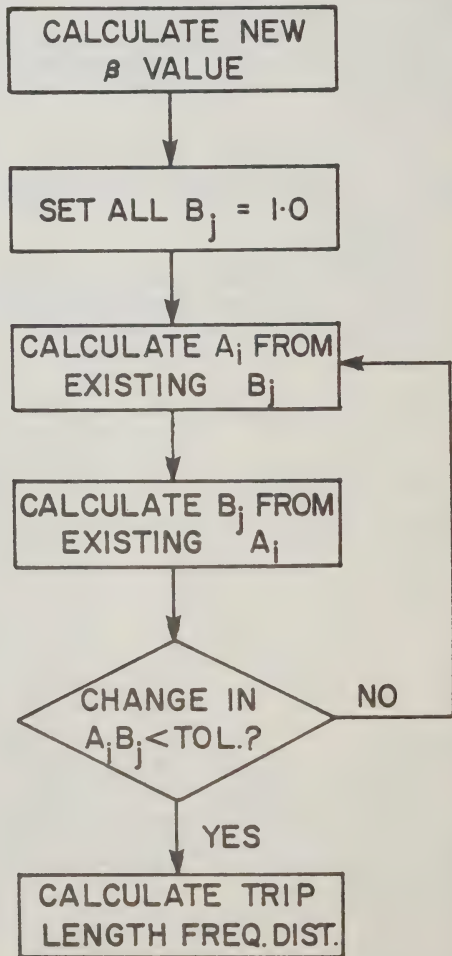 CALCULATE NEW
β VALUE
SET ALL Bj = 1·0
CALCULATE Ai FROM
EXISTING Bj
CALCULATE Bj FROM
EXISTING Ai
CHANGE IN
AjBj<TOL.?
NO
YES
CALCULATE TRIP
LENGTH FREQ. DIST.